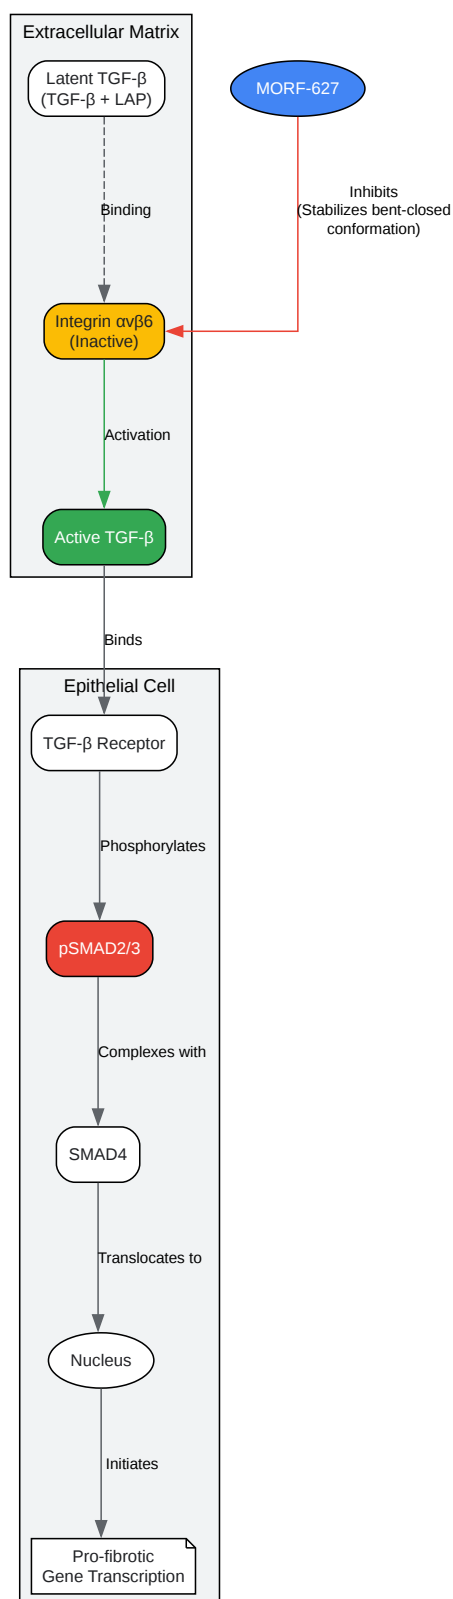 Extracellular Matrix
Latent TGF-β
(TGF-β + LAP)
MORF-627
Inhibits
(Stabilizes bent-closed
conformation)
Binding
Integrin αvβ6
(Inactive)
Activation
Active TGF-β
Binds
Epithelial Cell
TGF-β Receptor
Phosphorylates
pSMAD2/3
Complexes with
SMAD4
Translocates to
Nucleus
Initiates
Pro-fibrotic
Gene Transcription